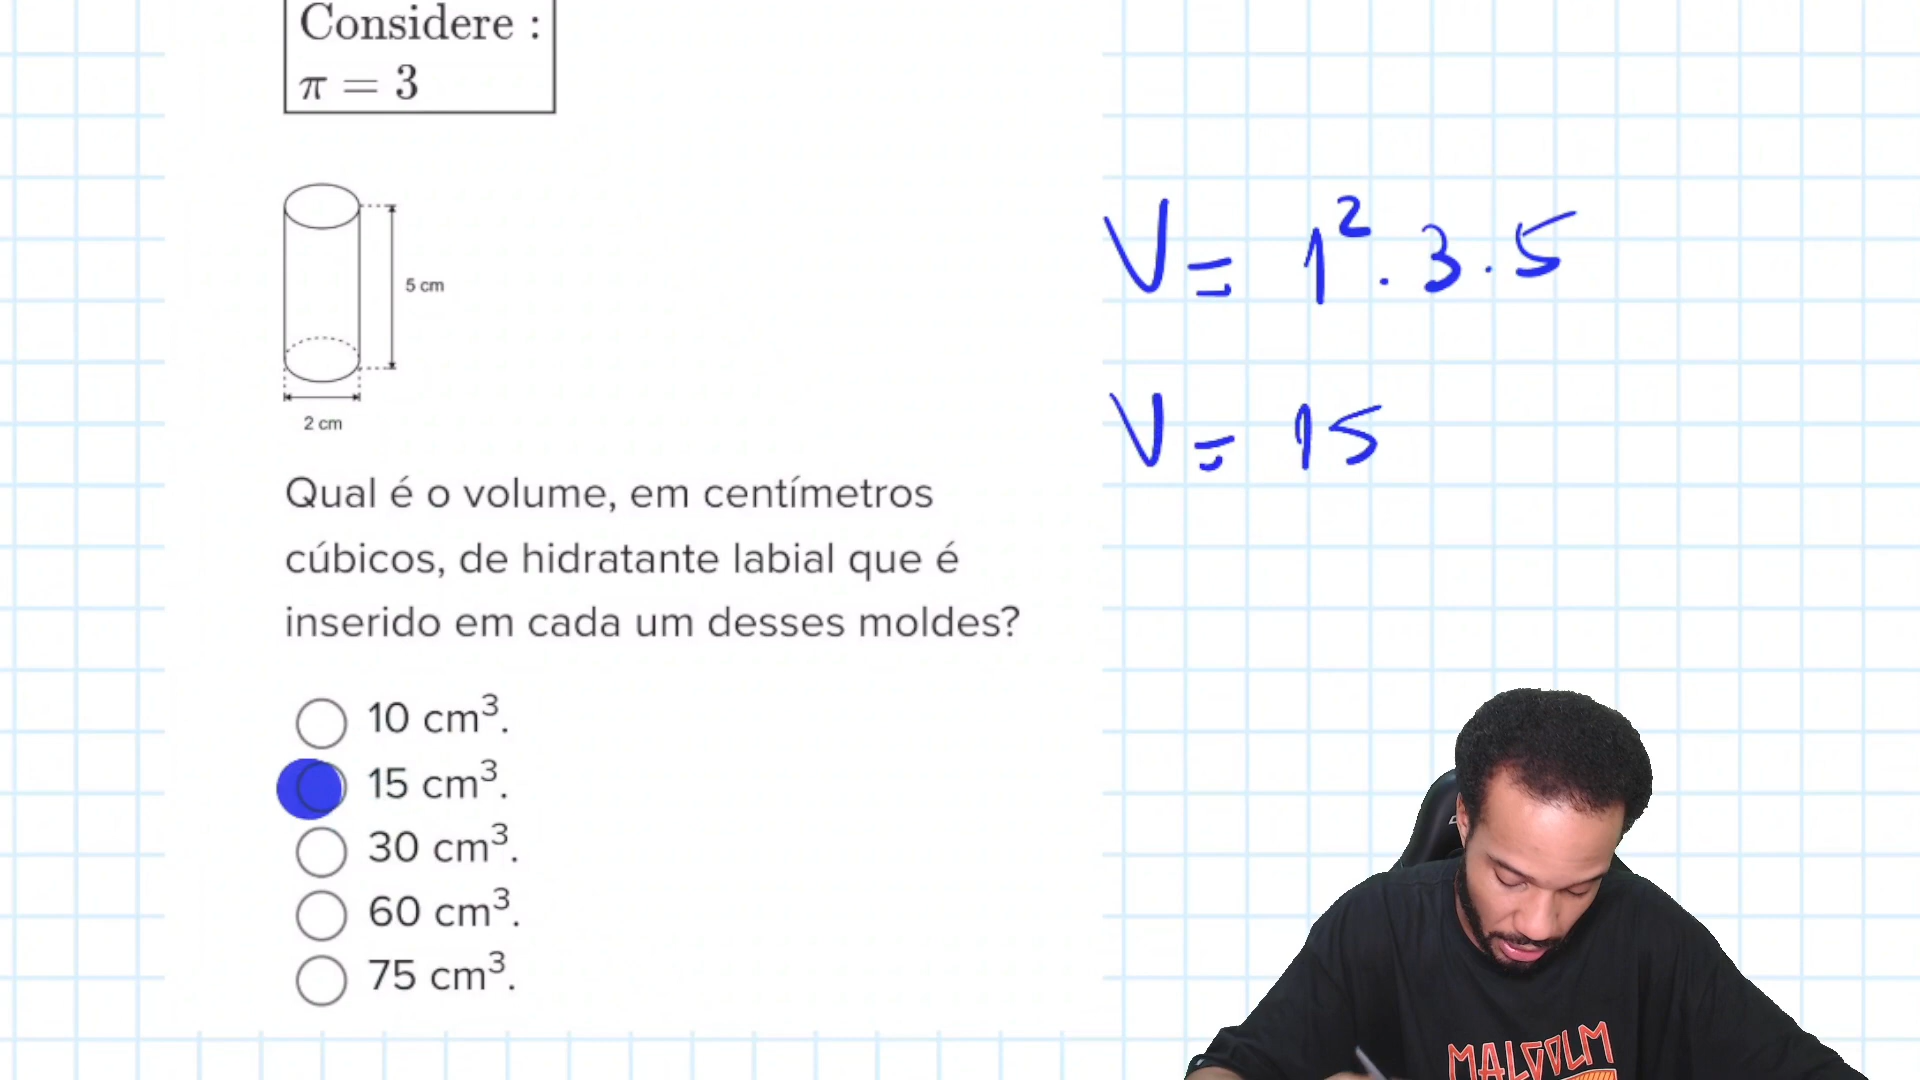 Considere :
π = 3
5 cm
2 cm
Qual é o volume, em centímetros
cúbicos, de hidratante labial que é
inserido em cada um desses moldes?
10 cm³.
15 cm³.
30 cm³.
60 cm³.
75 cm³.
V = 1² . 3 . 5
V = 15
MALCOLM